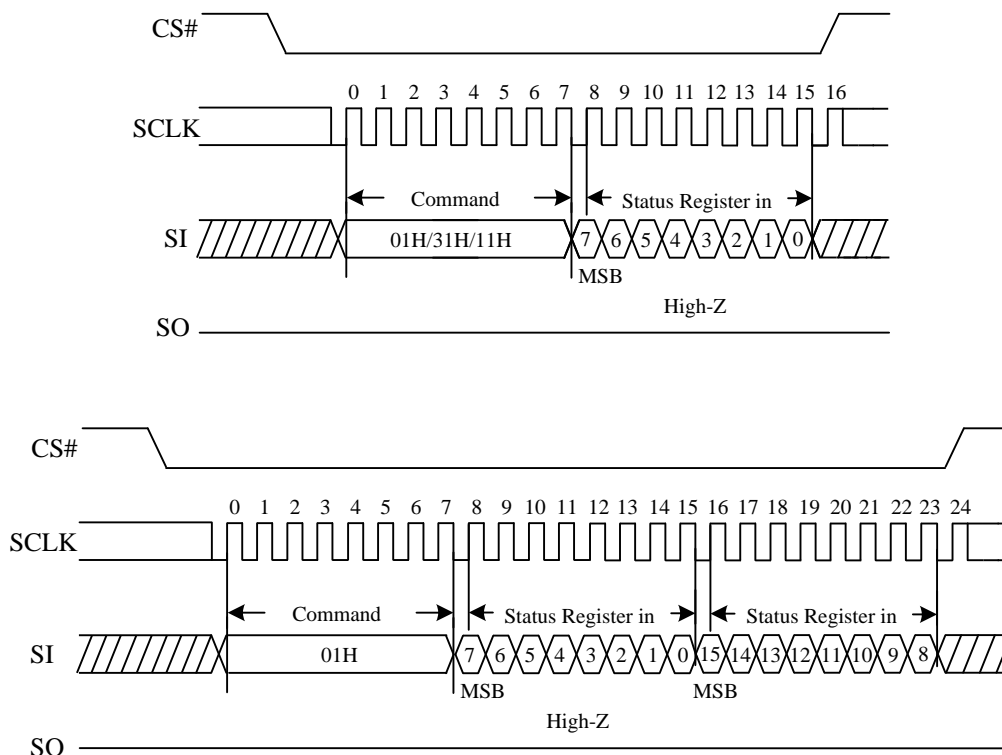 CS#
0 1 2 3 4 5 6 7 8 9 10 11 12 13 14 15 16
SCLK
Command Status Register in
SI 01H/31H/11H 7 6 5 4 3 2 1 0
MSB
High-Z
SO
CS#
0 1 2 3 4 5 6 7 8 9 10 11 12 13 14 15 16 17 18 19 20 21 22 23 24
SCLK
Command Status Register in Status Register in
SI 01H 7 6 5 4 3 2 1 0 15 14 13 12 11 10 9 8
MSB MSB
High-Z
SO